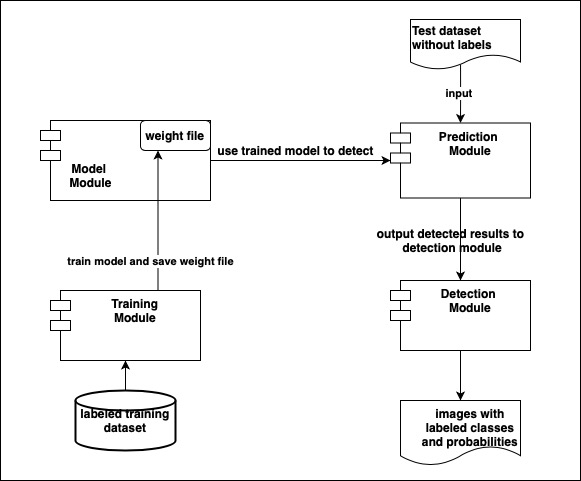 Test dataset
without labels
input
weight file
Model
Module
use trained model to detect
Prediction
Module
output detected results to
detection module
train model and save weight file
Training
Module
Detection
Module
labeled training
dataset
images with
labeled classes
and probabilities